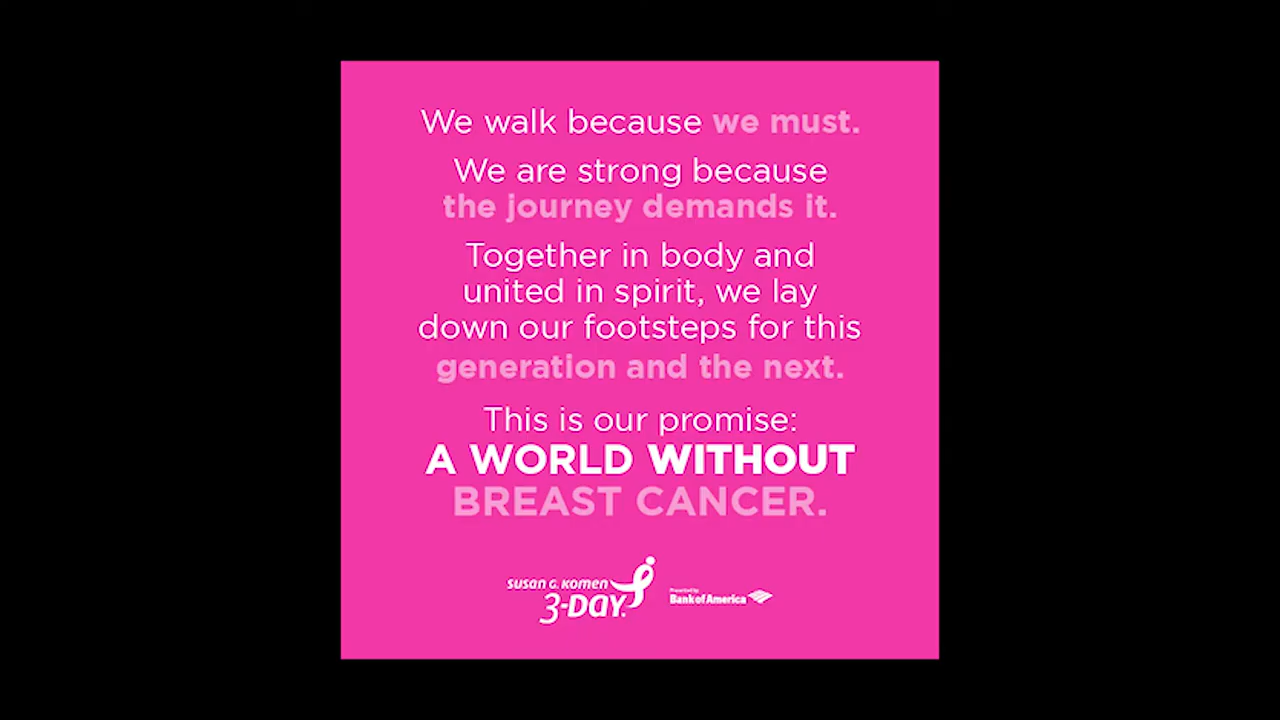 We walk because we must.
We are strong because
the journey demands it.
Together in body and
united in spirit, we lay
down our footsteps for this
generation and the next.
This is our promise:
A WORLD WITHOUT
BREAST CANCER.
susan G. komen
3-DAY.
Presented by
Bank of America